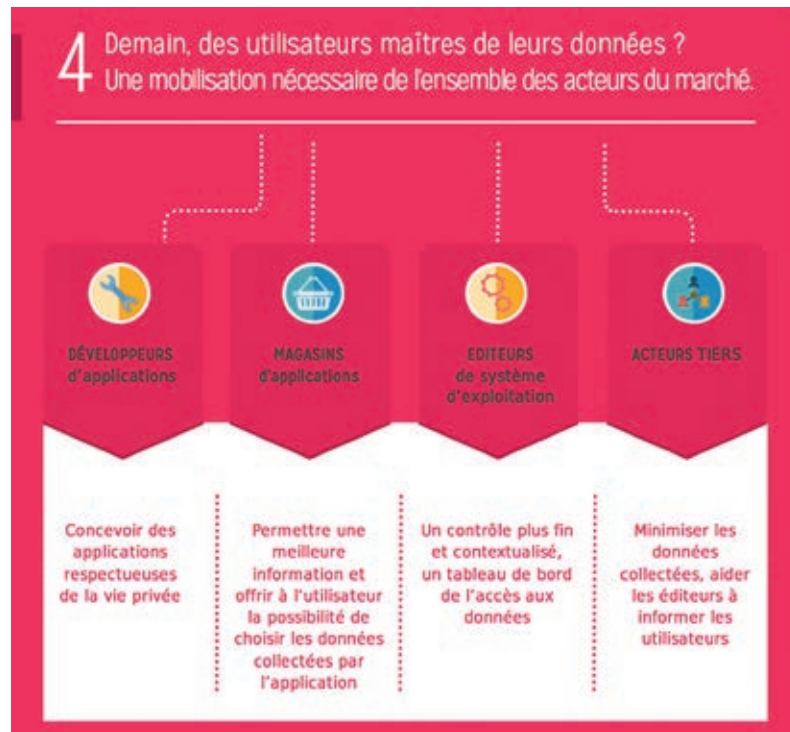 4
Demain, des utilisateurs maîtres de leurs données ?
Une mobilisation nécessaire de l'ensemble des acteurs du marché.
DÉVELOPPEURS
d'applications
MAGASINS
d'applications
EDITEURS
de système
d'exploitation
ACTEURS TIERS
Concevoir des
applications
respectueuses
de la vie privée
Permettre une
meilleure
information et
offrir à l'utilisateur
la possibilité de
choisir les données
collectées par
l'application
Un contrôle plus fin
et contextualisé,
un tableau de bord
de l'accès aux
données
Minimiser les
données
collectées, aider
les éditeurs à
informer les
utilisateurs